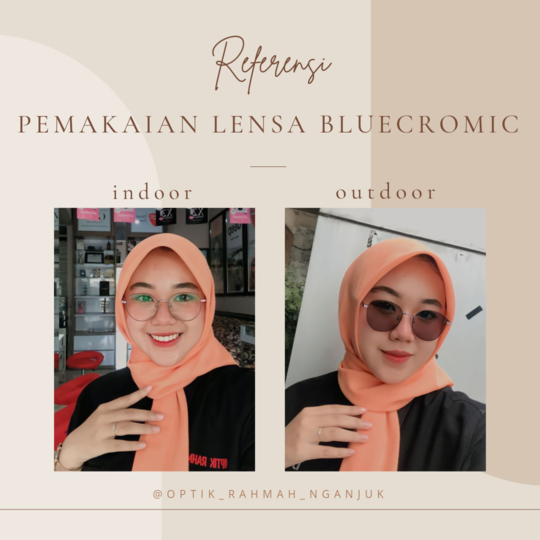 Referensi
PEMAKAIAN LENSA BLUECROMIC
indoor
outdoor
@OPTIK_RAHMAH_NGANJUK